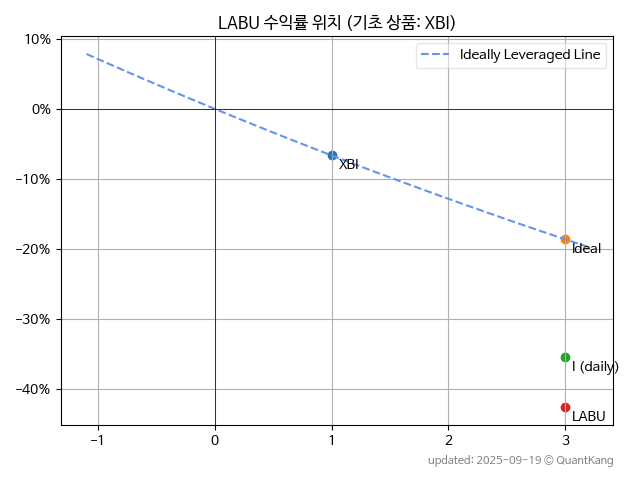 LABU 수익률 위치 (기초 상품: XBI)
10%
0%
−10%
−20%
−30%
−40%
Ideally Leveraged Line
XBI
Ideal
I (daily)
LABU
−1
0
1
2
3
updated: 2025-09-19 © QuantKang